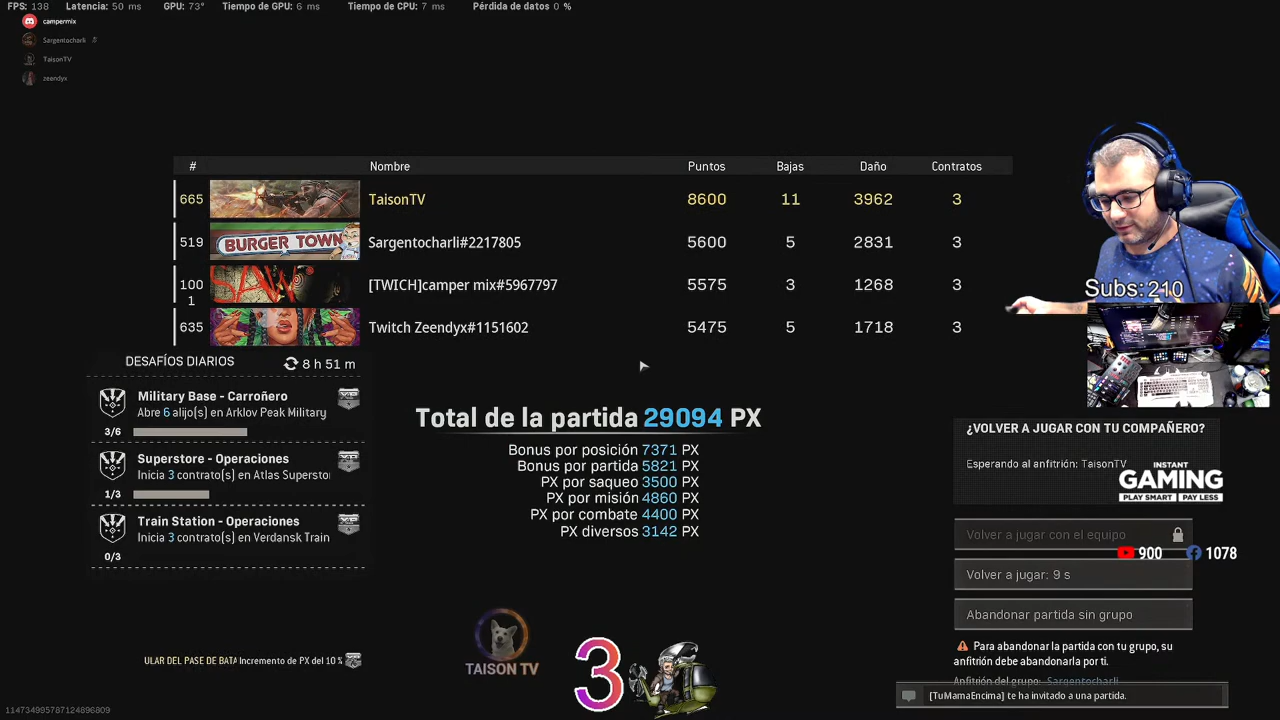 FPS: 138 Latencia: 50 ms GPU: 73° Tiempo de GPU: 6 ms Tiempo de CPU: 7 ms Pérdida de datos 0 %
campermix
Sargentocharli
TaisonTV
zeendyx
# Nombre Puntos Bajas Daño Contratos
665 TaisonTV 8600 11 3962 3
519 BURGER TOWN Sargentocharli#2217805 5600 5 2831 3
100 [TWICH]camper mix#5967797 5575 3 1268 3
1
635 Twitch Zeendyx#1151602 5475 5 1718 3
Subs: 210
DESAFÍOS DIARIOS 8 h 51 m
Military Base - Carroñero
Abre 6 alijo(s) en Arklov Peak Military
3/6
Superstore - Operaciones
Inicia 3 contrato(s) en Atlas Superstor
1/3
Train Station - Operaciones
Inicia 3 contrato(s) en Verdansk Train
0/3
Total de la partida 29094 PX
Bonus por posición 7371 PX
Bonus por partida 5821 PX
PX por saqueo 3500 PX
PX por misión 4860 PX
PX por combate 4400 PX
PX diversos 3142 PX
¿VOLVER A JUGAR CON TU COMPAÑERO?
Esperando al anfitrión: TaisonTV
INSTANT
GAMING
PLAY SMART PAY LESS
Volver a jugar con el equipo
900 1078
Volver a jugar: 9 s
Abandonar partida sin grupo
Para abandonar la partida con tu grupo, su
anfitrión debe abandonarla por ti.
Anfitrión del grupo: Sargentocharli
[TuMamaEncima] te ha invitado a una partida.
ULAR DEL PASE DE BATA Incremento de PX del 10 %
TAISON TV
3
114734995787124896809